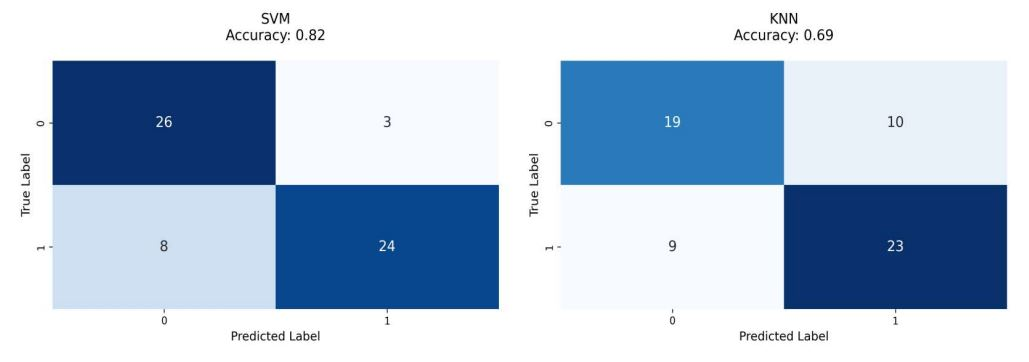 SVM
Accuracy: 0.82
True Label
0
26
3
1
8
24
0
1
Predicted Label
KNN
Accuracy: 0.69
True Label
0
19
10
1
9
23
0
1
Predicted Label